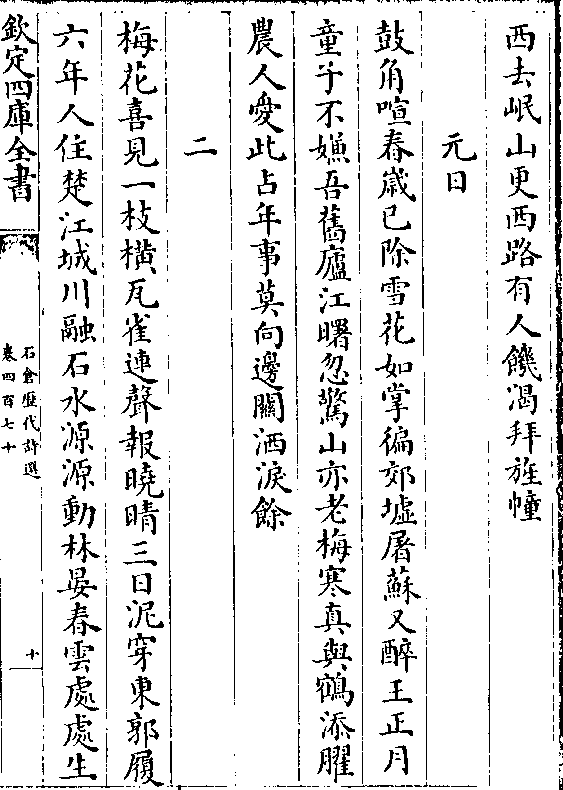 西去岷山更西路有人饑渴拜旌幢
元日
鼓角喧春歲已除雪花如掌徧郊墟屠蘇又醉王正月
童子不嫌吾舊廬江曙忽驚山亦老梅寒真與鶴添臞
農人愛此占年事莫向邊關洒淚餘
二
梅花喜見一枝横瓦雀連聲報曉晴三日泥穿東郭履
六年人住楚江城川融石水源源動林晏春雲處處生
欽定四庫全書
石倉歷代詩選
卷四百七十
十